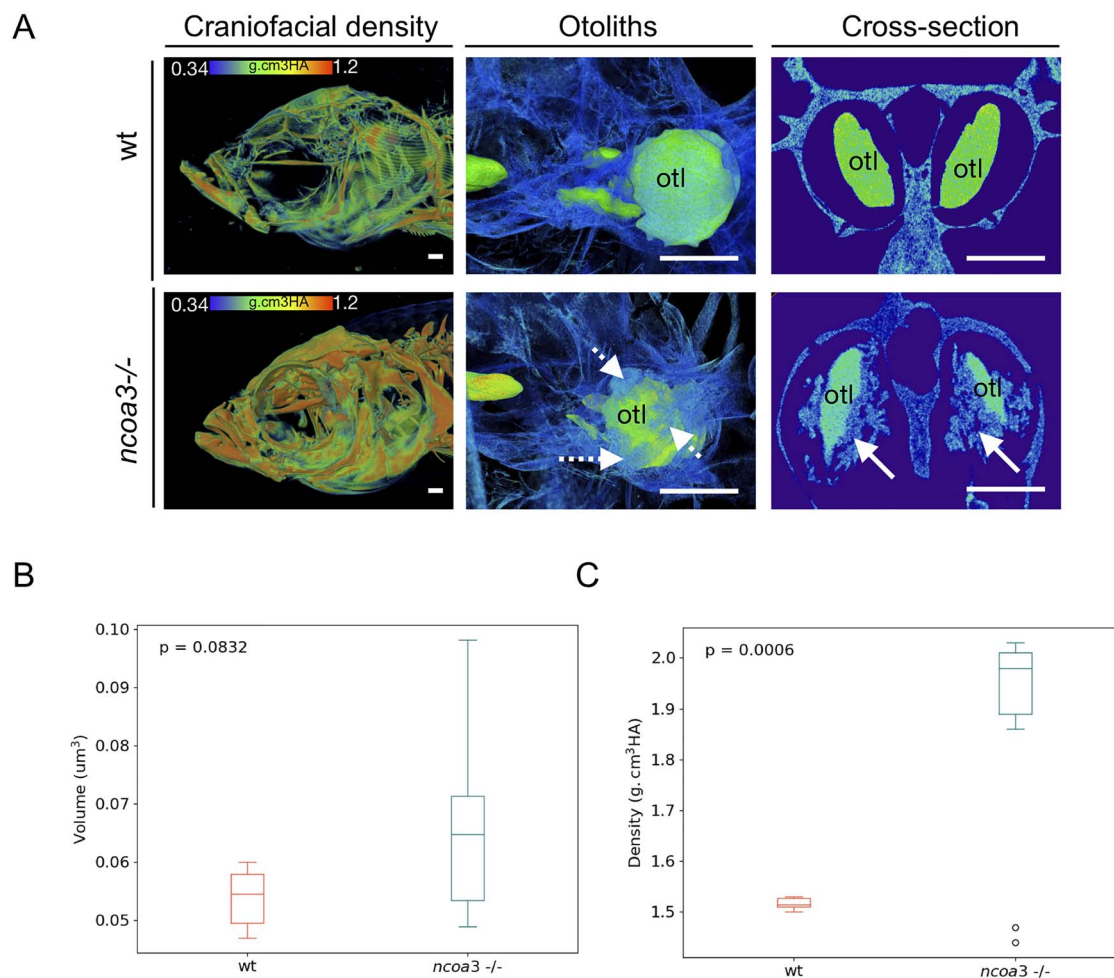 A
Craniofacial density
Otoliths
Cross-section
wt
0.34 g.cm3HA 1.2
otl
otl
otl
ncoa3-/-
0.34 g.cm3HA 1.2
otl
otl
otl
B
C
p = 0.0832
0.10
0.09
0.08
0.07
0.06
0.05
Volume (um³)
wt
ncoa3 -/-
p = 0.0006
2.0
1.9
1.8
1.7
1.6
1.5
Density (g. cm³HA)
wt
ncoa3 -/-